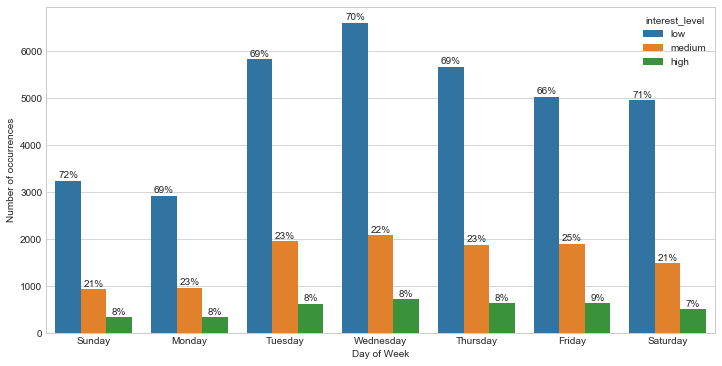 70%
interest_level
low
medium
high
69%
69%
66%
71%
72%
69%
23%
22%
23%
25%
21%
21%
23%
8%
8%
8%
8%
8%
9%
7%
6000
5000
4000
3000
2000
1000
0
Number of occurrences
Sunday
Monday
Tuesday
Wednesday
Thursday
Friday
Saturday
Day of Week